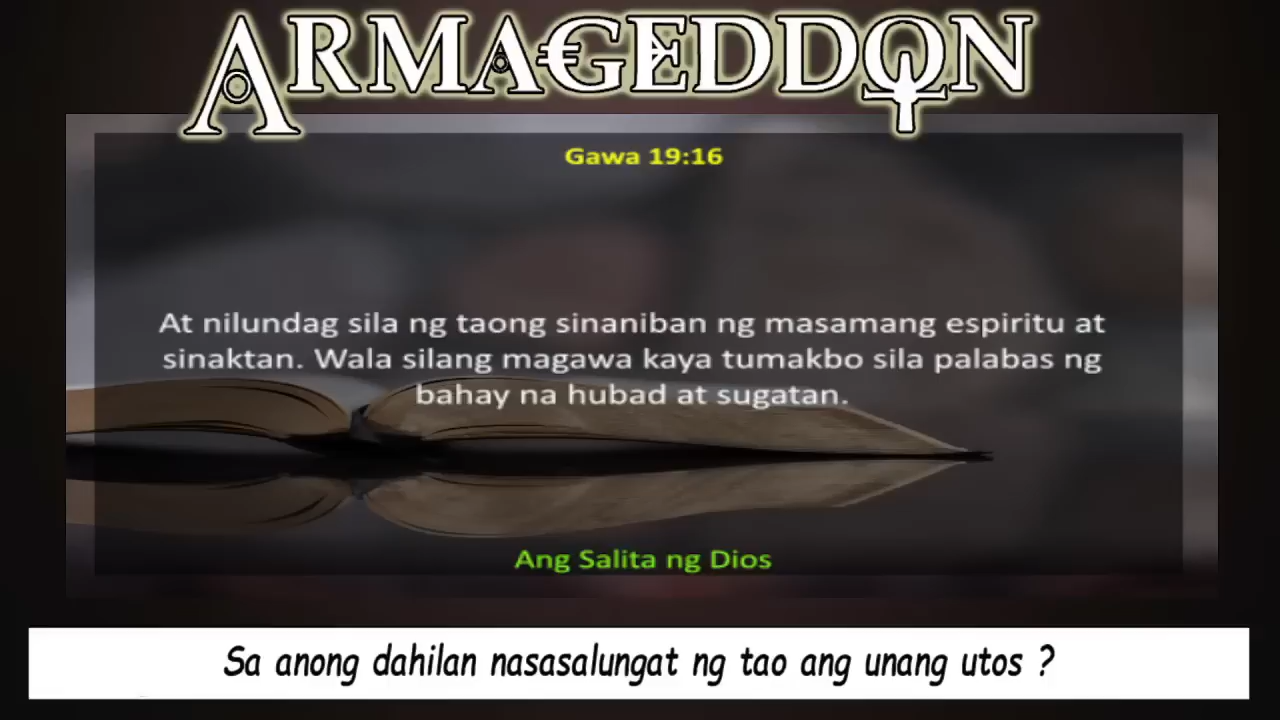 ARMAGEDDON
Gawa 19:16
At nilundag sila ng taong sinaniban ng masamang espiritu at
sinaktan. Wala silang magawa kaya tumakbo sila palabas ng
bahay na hubad at sugatan.
Ang Salita ng Dios
Sa anong dahilan nasasalungat ng tao ang unang utos ?